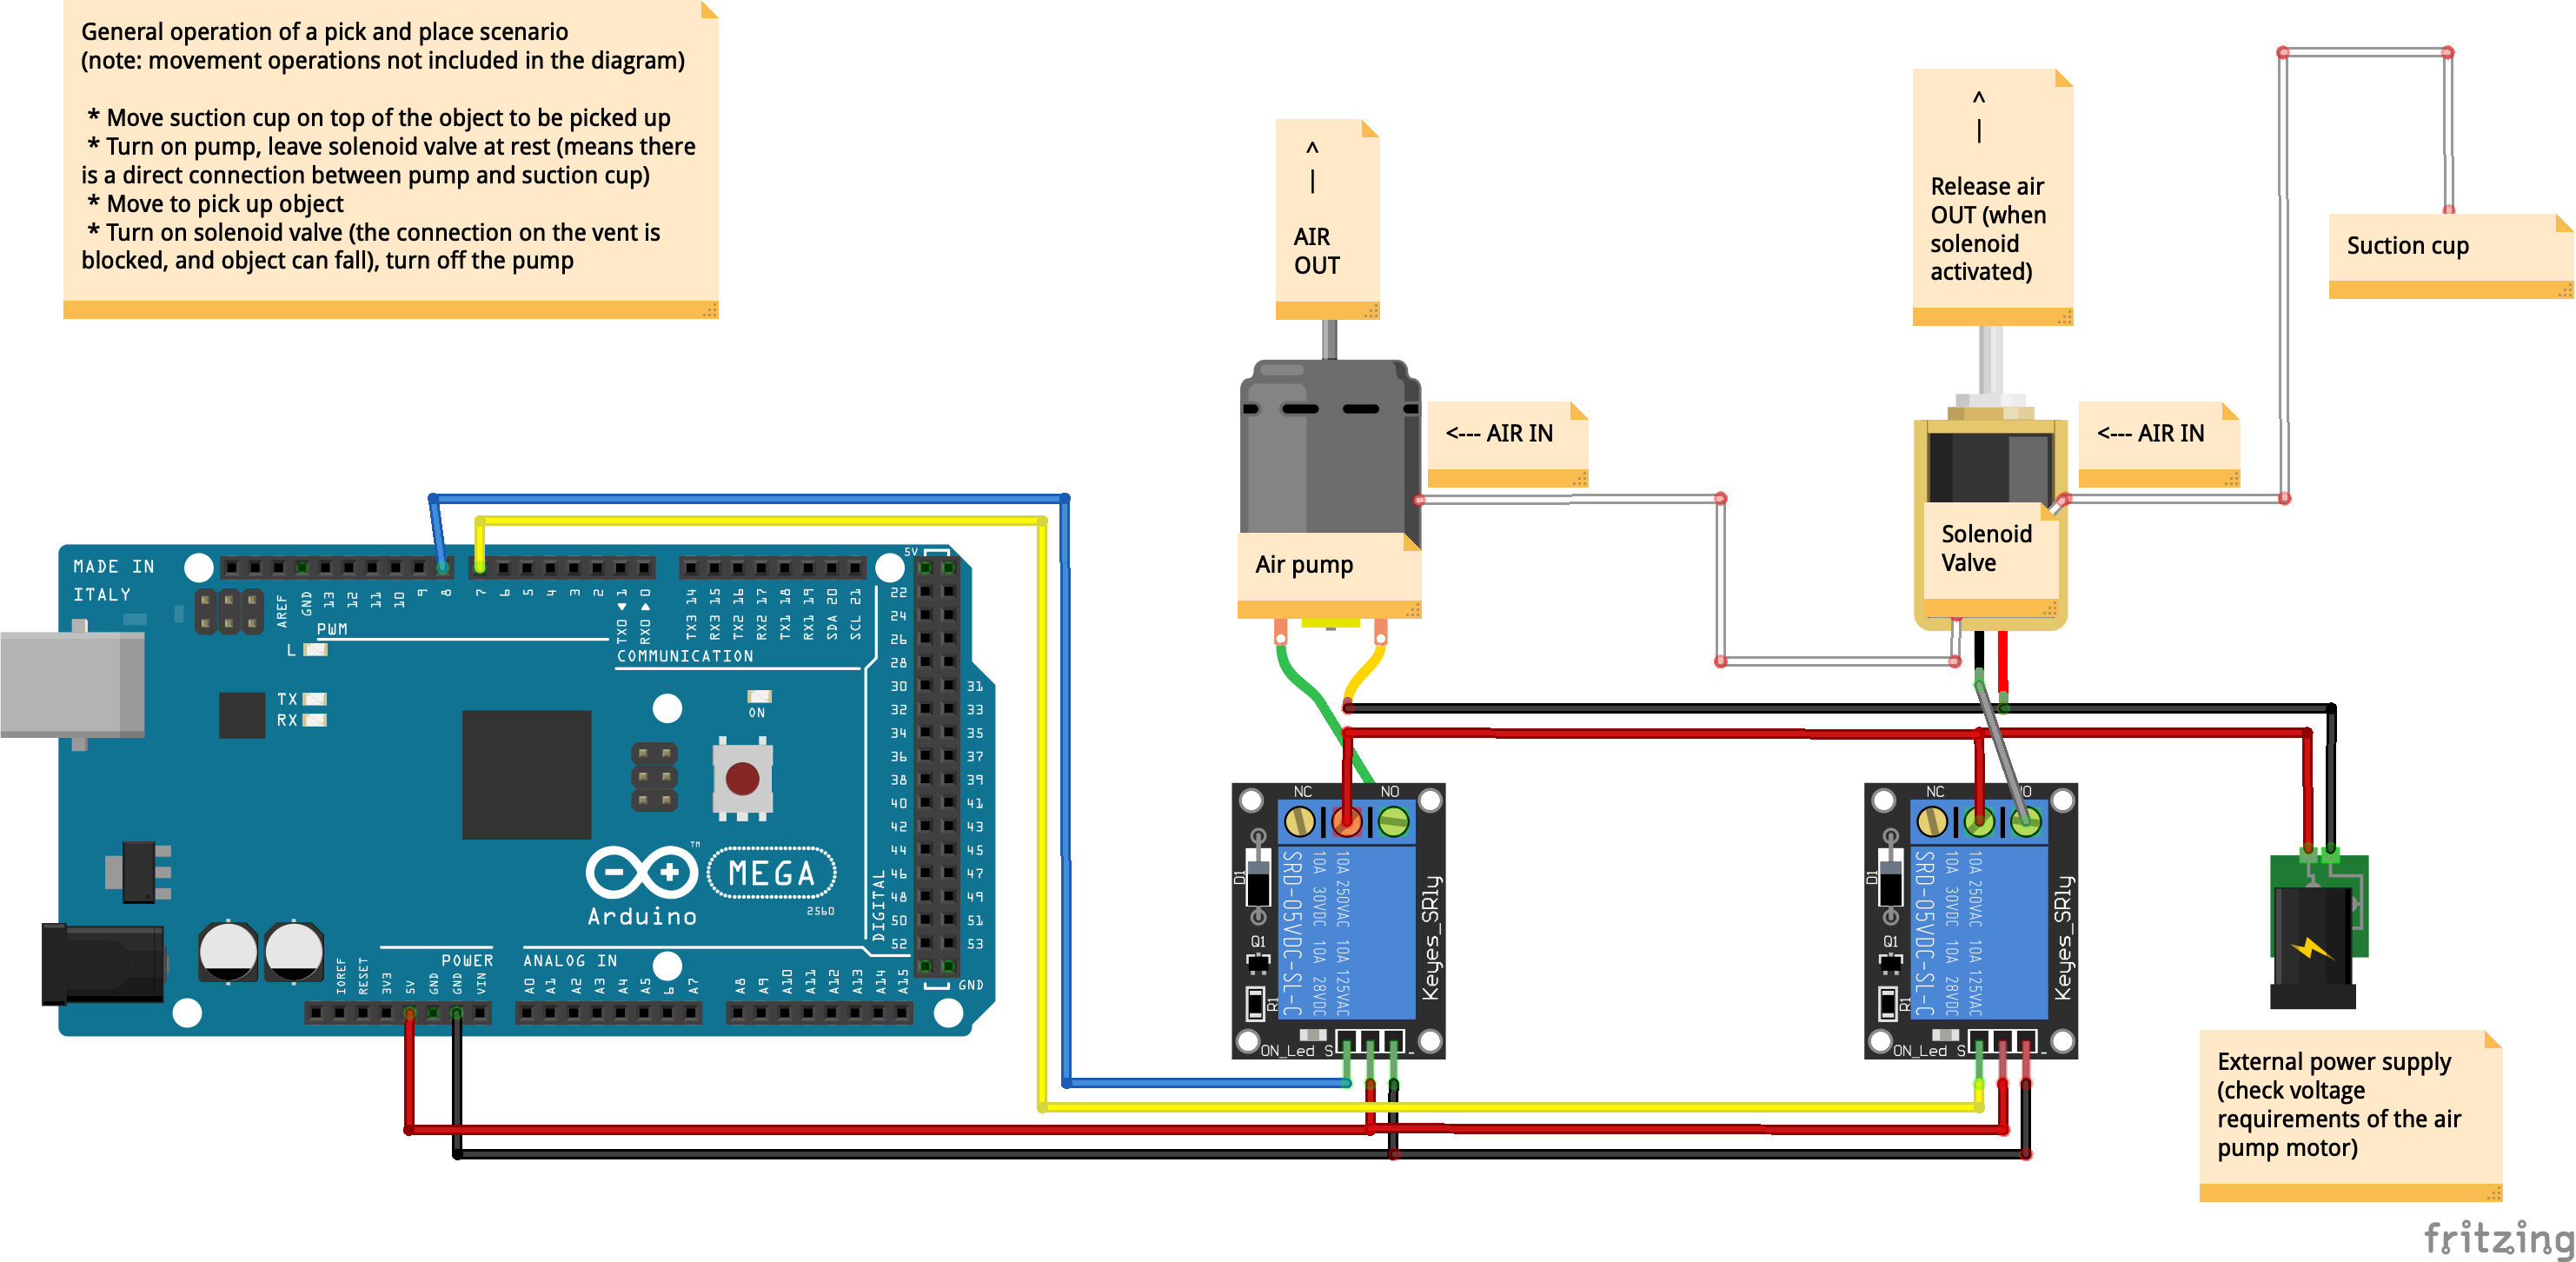 General operation of a pick and place scenario
(note: movement operations not included in the diagram)
* Move suction cup on top of the object to be picked up
* Turn on pump, leave solenoid valve at rest (means there
is a direct connection between pump and suction cup)
* Move to pick up object
* Turn on solenoid valve (the connection on the vent is
blocked, and object can fall), turn off the pump
^
|
AIR
OUT
^
|
Release air
OUT (when
solenoid
activated)
Suction cup
<--- AIR IN
<--- AIR IN
Air pump
Solenoid
Valve
MADE IN
ITALY
AREF
GND
13
12
11
10
9
8
7
6
5
4
3
2
TX0 ▶ 1
RX0 ◀ 0
TX3 14
RX3 15
TX2 16
RX2 17
TX1 18
RX1 19
SDA 20
SCL 21
PWM
COMMUNICATION
L
TX
RX
ON
5V
22
24
26
28
30 31
32 33
34 35
36 37
38 39
40 41
42 43
44 45
46 47
48 49
50 51
52 53
GND
DIGITAL
Arduino
TM
MEGA
2560
POWER
ANALOG IN
IOREF
RESET
3V3
5V
GND
GND
VIN
A0
A1
A2
A3
A4
A5
6
A7
A8
A9
A10
A11
A12
A13
A14
A15
NC
NO
D1
Q1
R1
SRD-05VDC-SL-C
10A 30VDC 10A 28VDC
10A 250VAC 10A 125VAC
Keyes_SRly
ON_Led S -
NC
NO
D1
Q1
R1
SRD-05VDC-SL-C
10A 30VDC 10A 28VDC
10A 250VAC 10A 125VAC
Keyes_SRly
ON_Led S -
External power supply
(check voltage
requirements of the air
pump motor)
fritzing